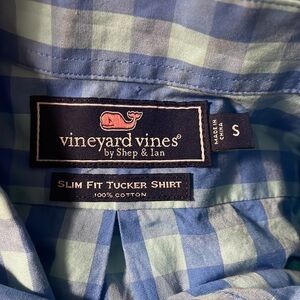 vineyard vines®
by Shep & Ian
MADE IN
CHINA
S
SLIM FIT TUCKER SHIRT
100% COTTON